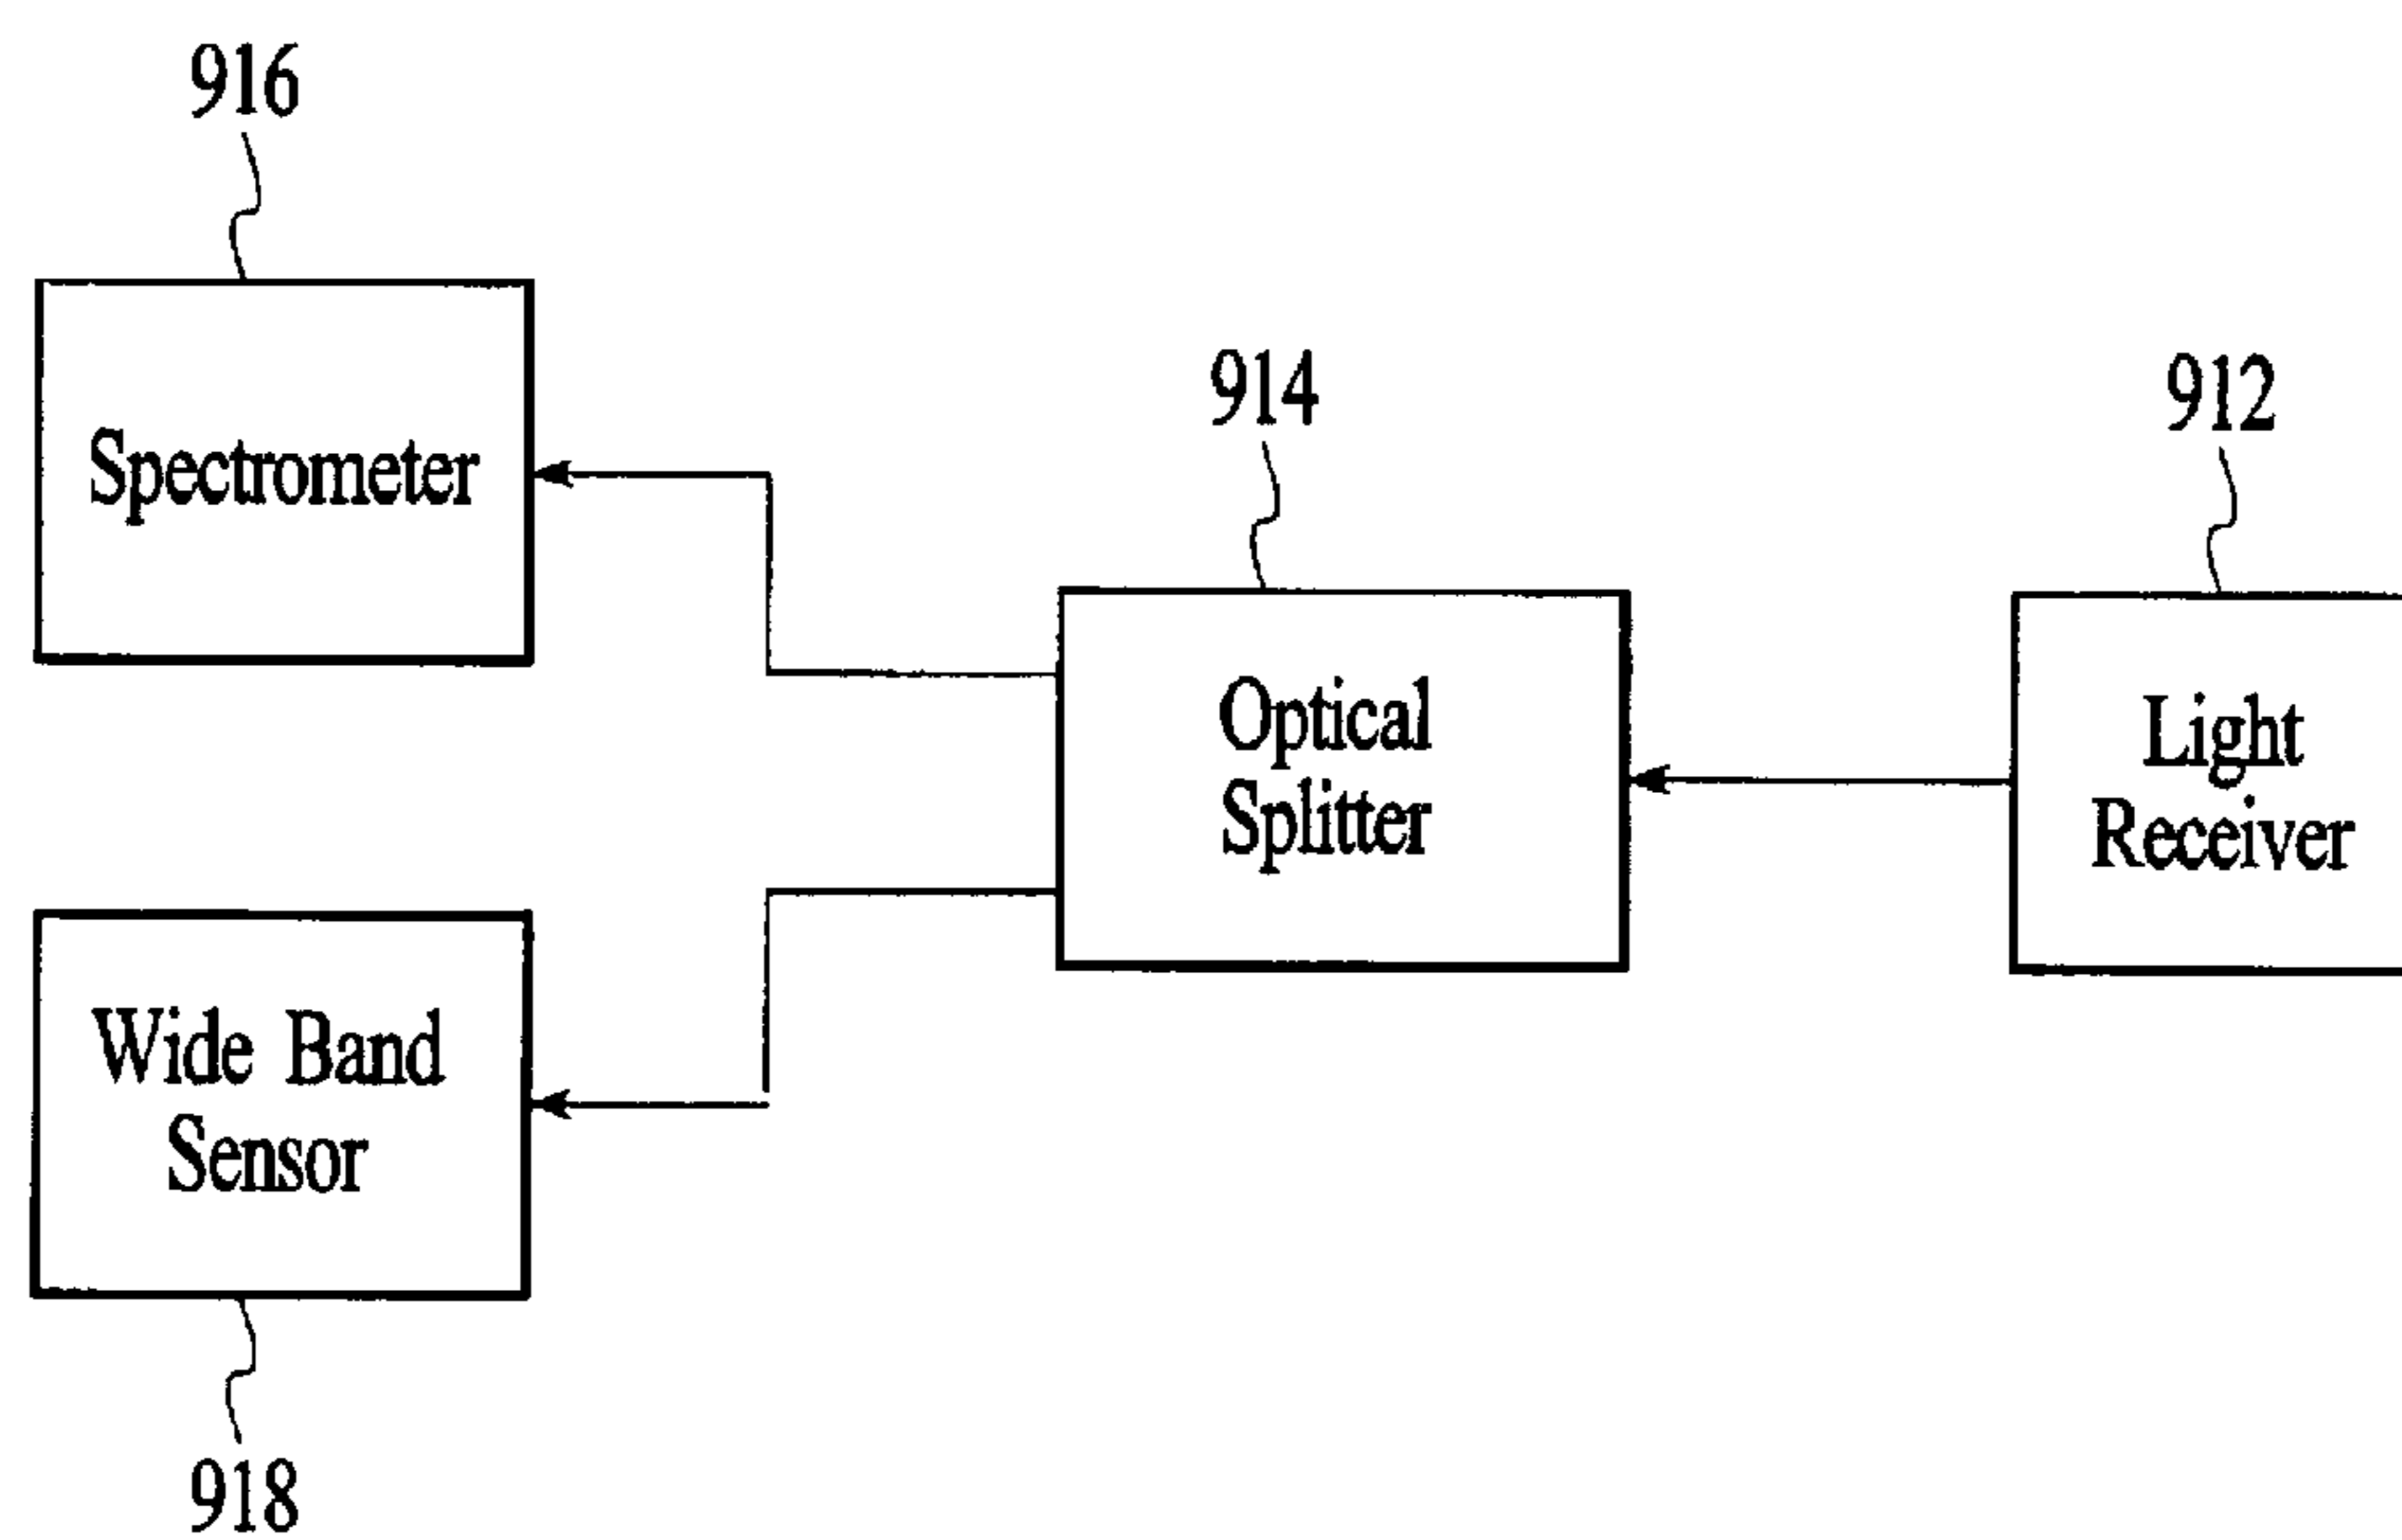 916
Spectrometer
914
Optical
Splitter
912
Light
Receiver
Wide Band
Sensor
918